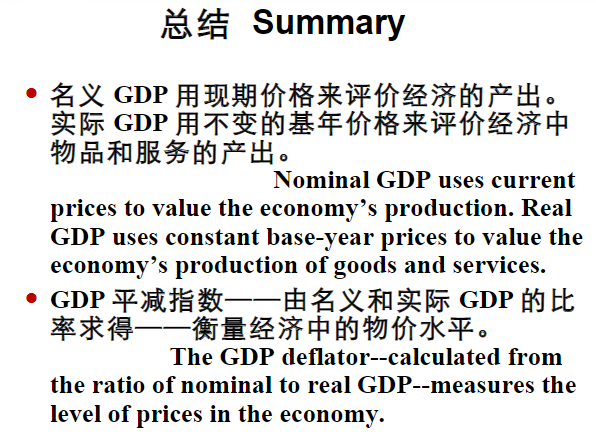 总结 Summary
• 名义 GDP 用现期价格来评价经济的产出。
实际 GDP 用不变的基年价格来评价经济中
物品和服务的产出。
Nominal GDP uses current
prices to value the economy’s production. Real
GDP uses constant base-year prices to value the
economy’s production of goods and services.
• GDP 平减指数——由名义和实际 GDP 的比
率求得——衡量经济中的物价水平。
The GDP deflator--calculated from
the ratio of nominal to real GDP--measures the
level of prices in the economy.